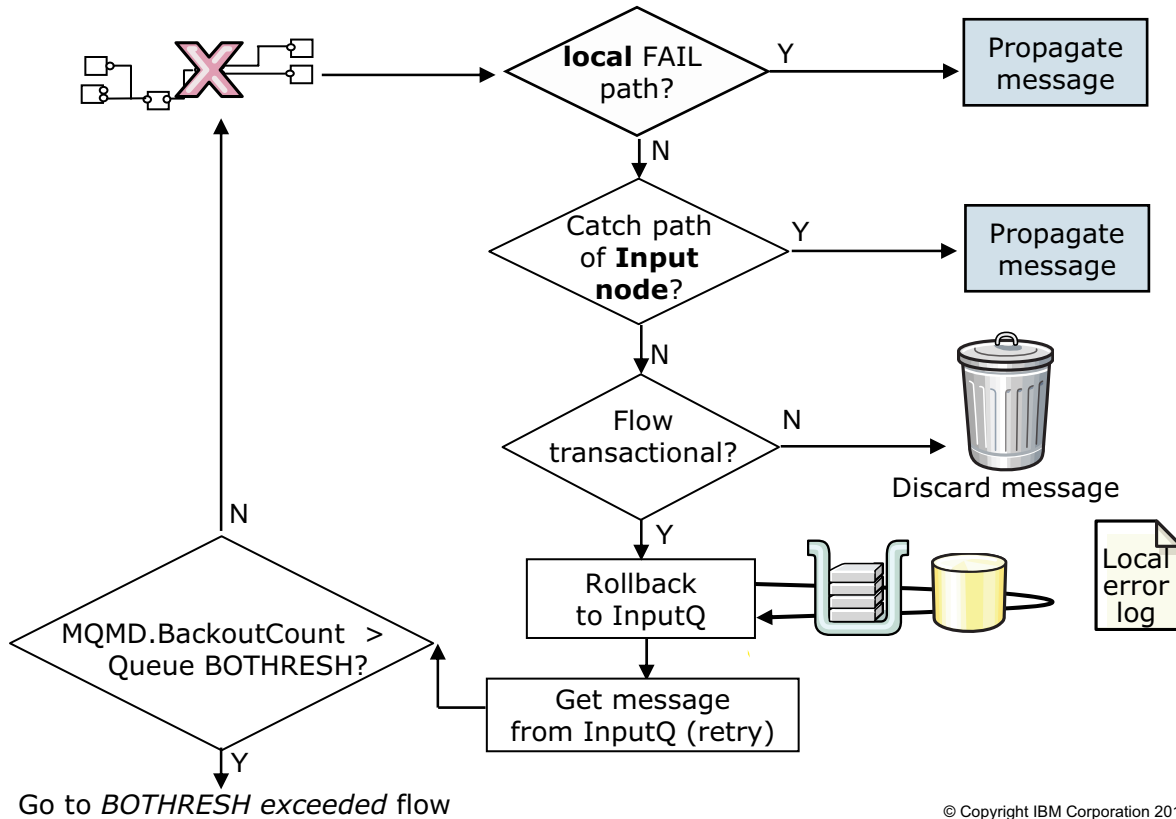 local FAIL
path?
Y
Propagate
message
N
Catch path
of Input
node?
Y
Propagate
message
N
Flow
transactional?
N
Discard message
Y
Rollback
to InputQ
Local
error
log
Get message
from InputQ (retry)
N
MQMD.BackoutCount >
Queue BOTHRESH?
Y
Go to BOTHRESH exceeded flow
© Copyright IBM Corporation 201